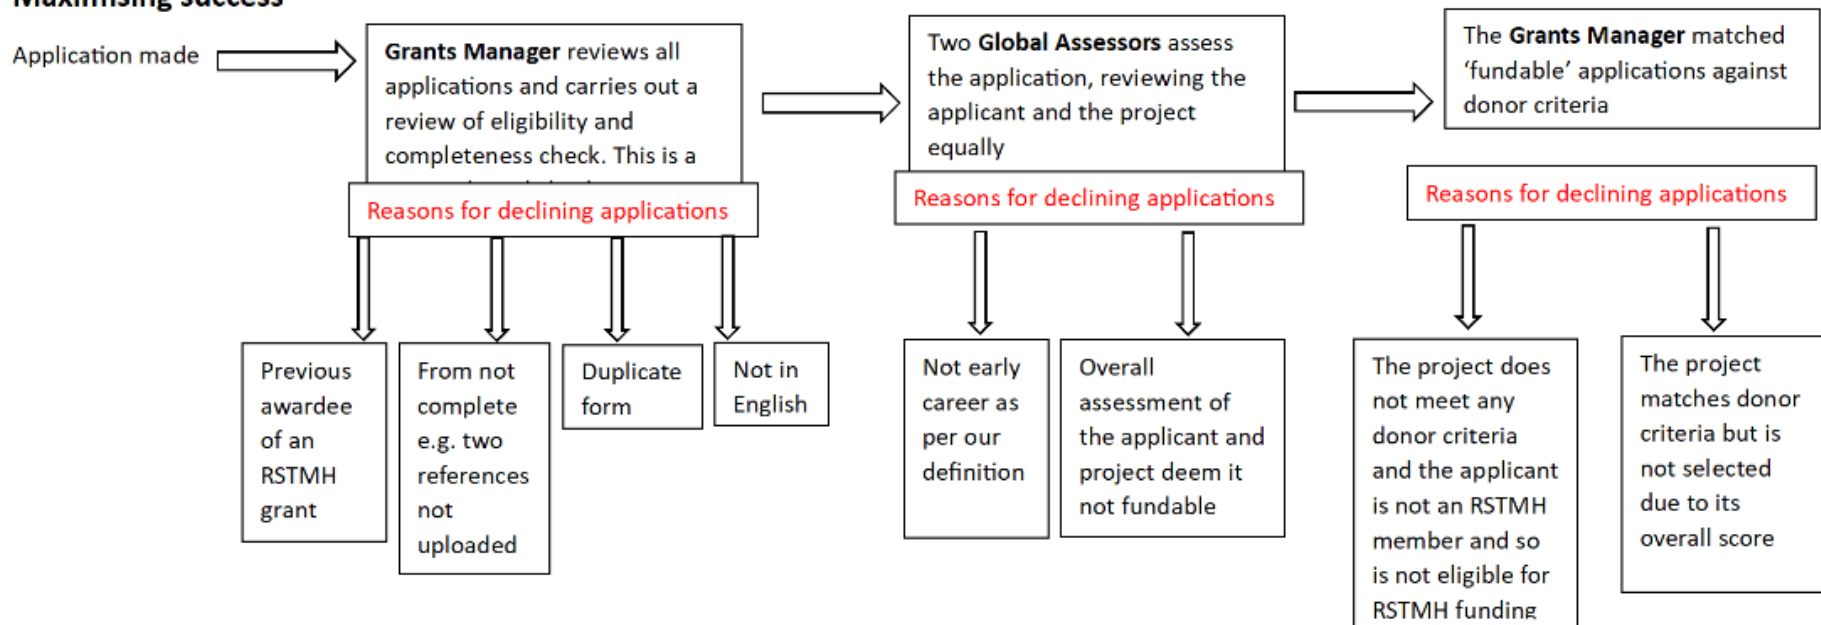 Maximising success
Application made
Grants Manager reviews all
applications and carries out a
review of eligibility and
completeness check. This is a
Reasons for declining applications
Previous
awardee
of an
RSTMH
grant
From not
complete
e.g. two
references
not
uploaded
Duplicate
form
Not in
English
Two Global Assessors assess
the application, reviewing the
applicant and the project
equally
Reasons for declining applications
Not early
career as
per our
definition
Overall
assessment of
the applicant and
project deem it
not fundable
The Grants Manager matched
‘fundable’ applications against
donor criteria
Reasons for declining applications
The project does
not meet any
donor criteria
and the applicant
is not an RSTMH
member and so
is not eligible for
RSTMH funding
The project
matches donor
criteria but is
not selected
due to its
overall score